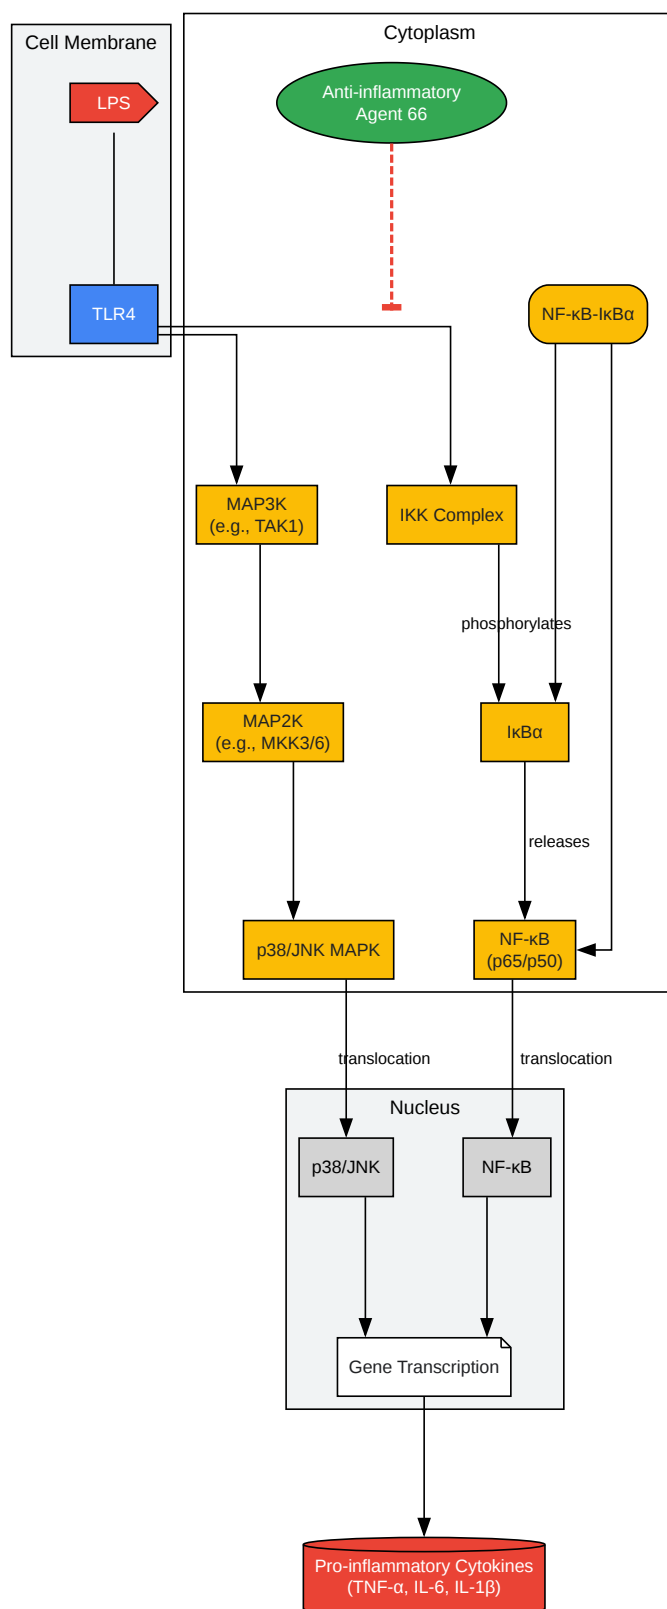 Cell Membrane
LPS
TLR4
Cytoplasm
Anti-inflammatory
Agent 66
NF-κB-IκBα
MAP3K
(e.g., TAK1)
IKK Complex
phosphorylates
MAP2K
(e.g., MKK3/6)
IκBα
releases
p38/JNK MAPK
NF-κB
(p65/p50)
translocation
translocation
Nucleus
p38/JNK
NF-κB
Gene Transcription
Pro-inflammatory Cytokines
(TNF-α, IL-6, IL-1β)